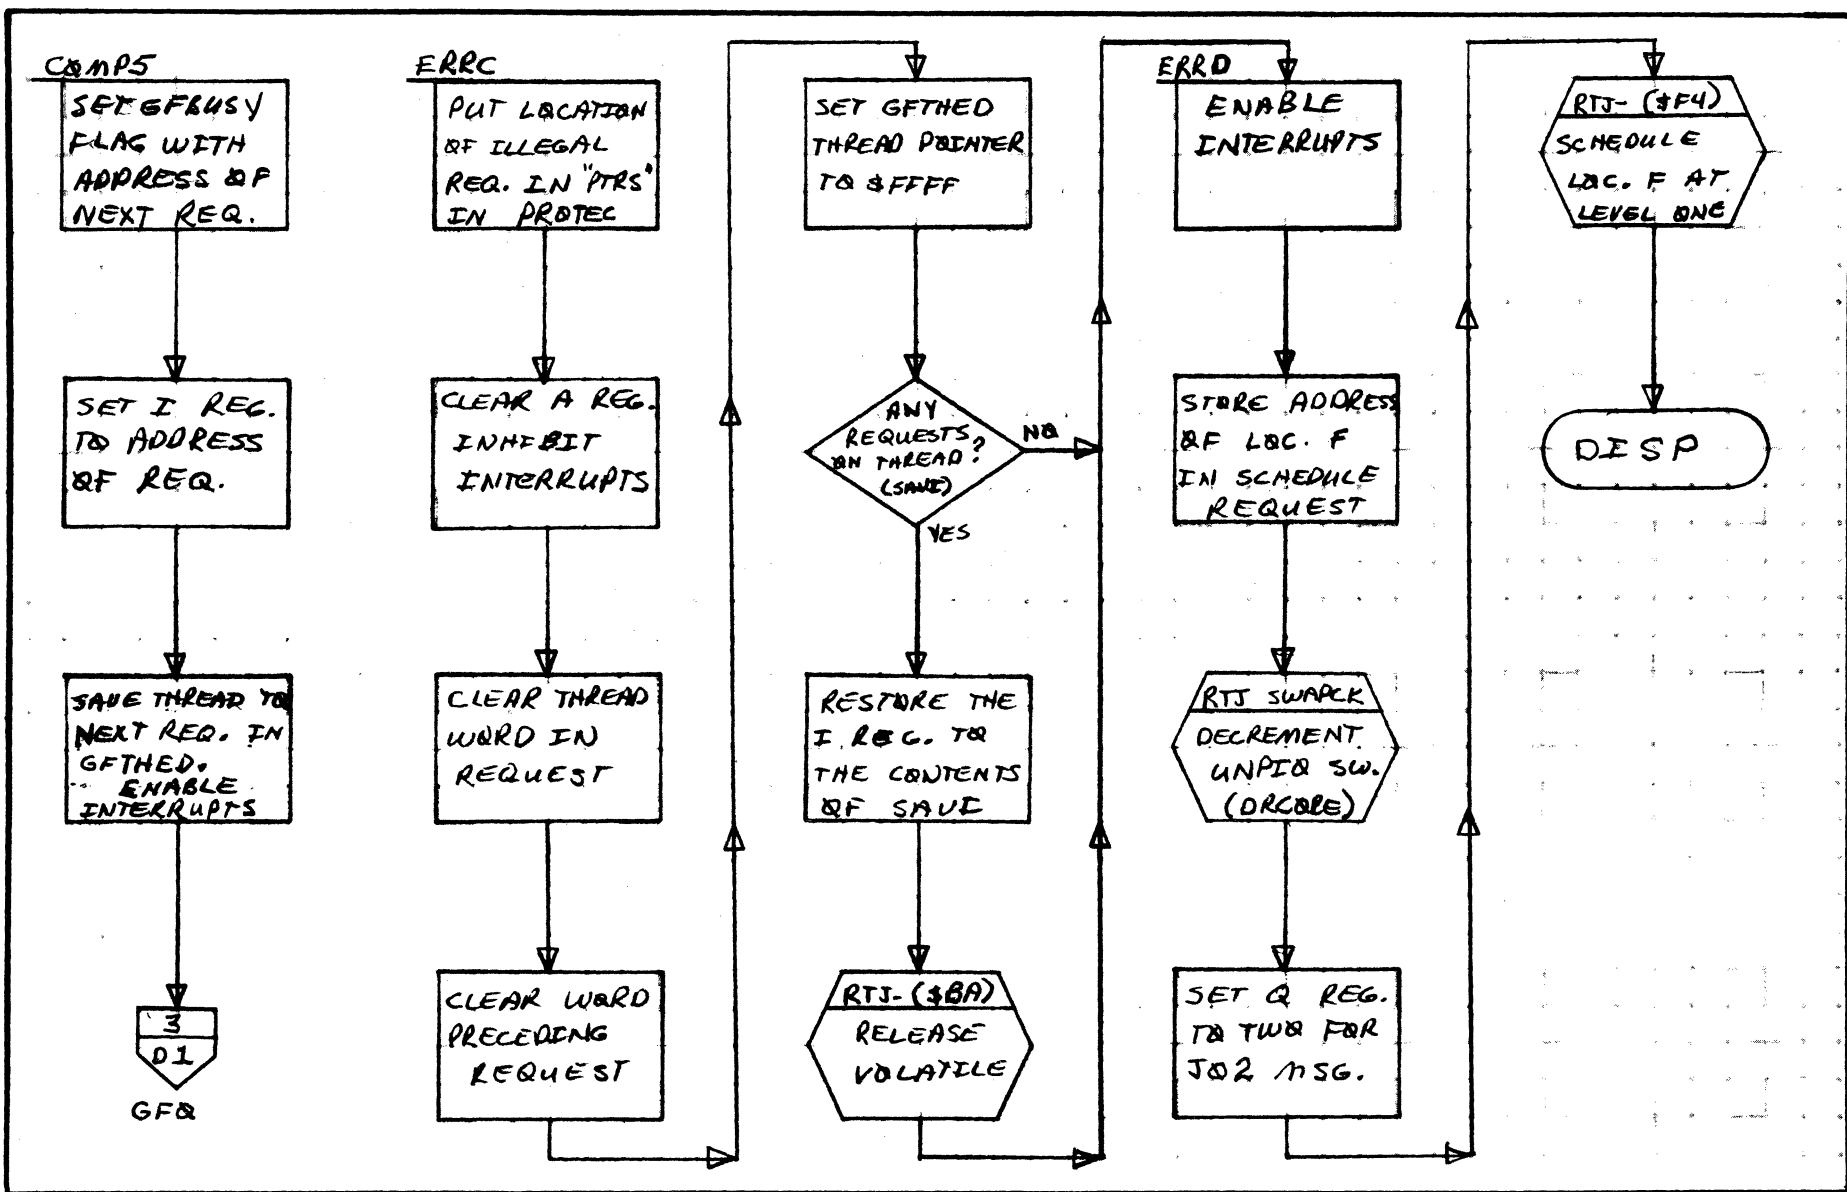 COMP5
SET GFBUSY
FLAG WITH
ADDRESS OF
NEXT REQ.
SET I REG.
TO ADDRESS
OF REQ.
SAVE THREAD TO
NEXT REQ. IN
GFTHED.
ENABLE
INTERRUPTS
3
D1
GFO
ERRC
PUT LOCATION
OF ILLEGAL
REQ. IN "PTRS"
IN PROTEC
CLEAR A REG.
INHIBIT
INTERRUPTS
CLEAR THREAD
WORD IN
REQUEST
CLEAR WORD
PRECEDING
REQUEST
SET GFTHED
THREAD POINTER
TO $FFFF
ANY
REQUESTS
ON THREAD?
(SAVI)
NO
YES
RESTORE THE
I REG. TO
THE CONTENTS
OF SAVI
RTJ-($BA)
RELEASE
VOLATILE
ERRD
ENABLE
INTERRUPTS
STORE ADDRESS
OF LOC. F
IN SCHEDULE
REQUEST
RTJ SWAPCK
DECREMENT
UNPIO SW.
(DRCORE)
SET Q REG.
TO TWO FOR
JO2 MSG.
RTJ-($F4)
SCHEDULE
LOC. F AT
LEVEL ONE
DISP